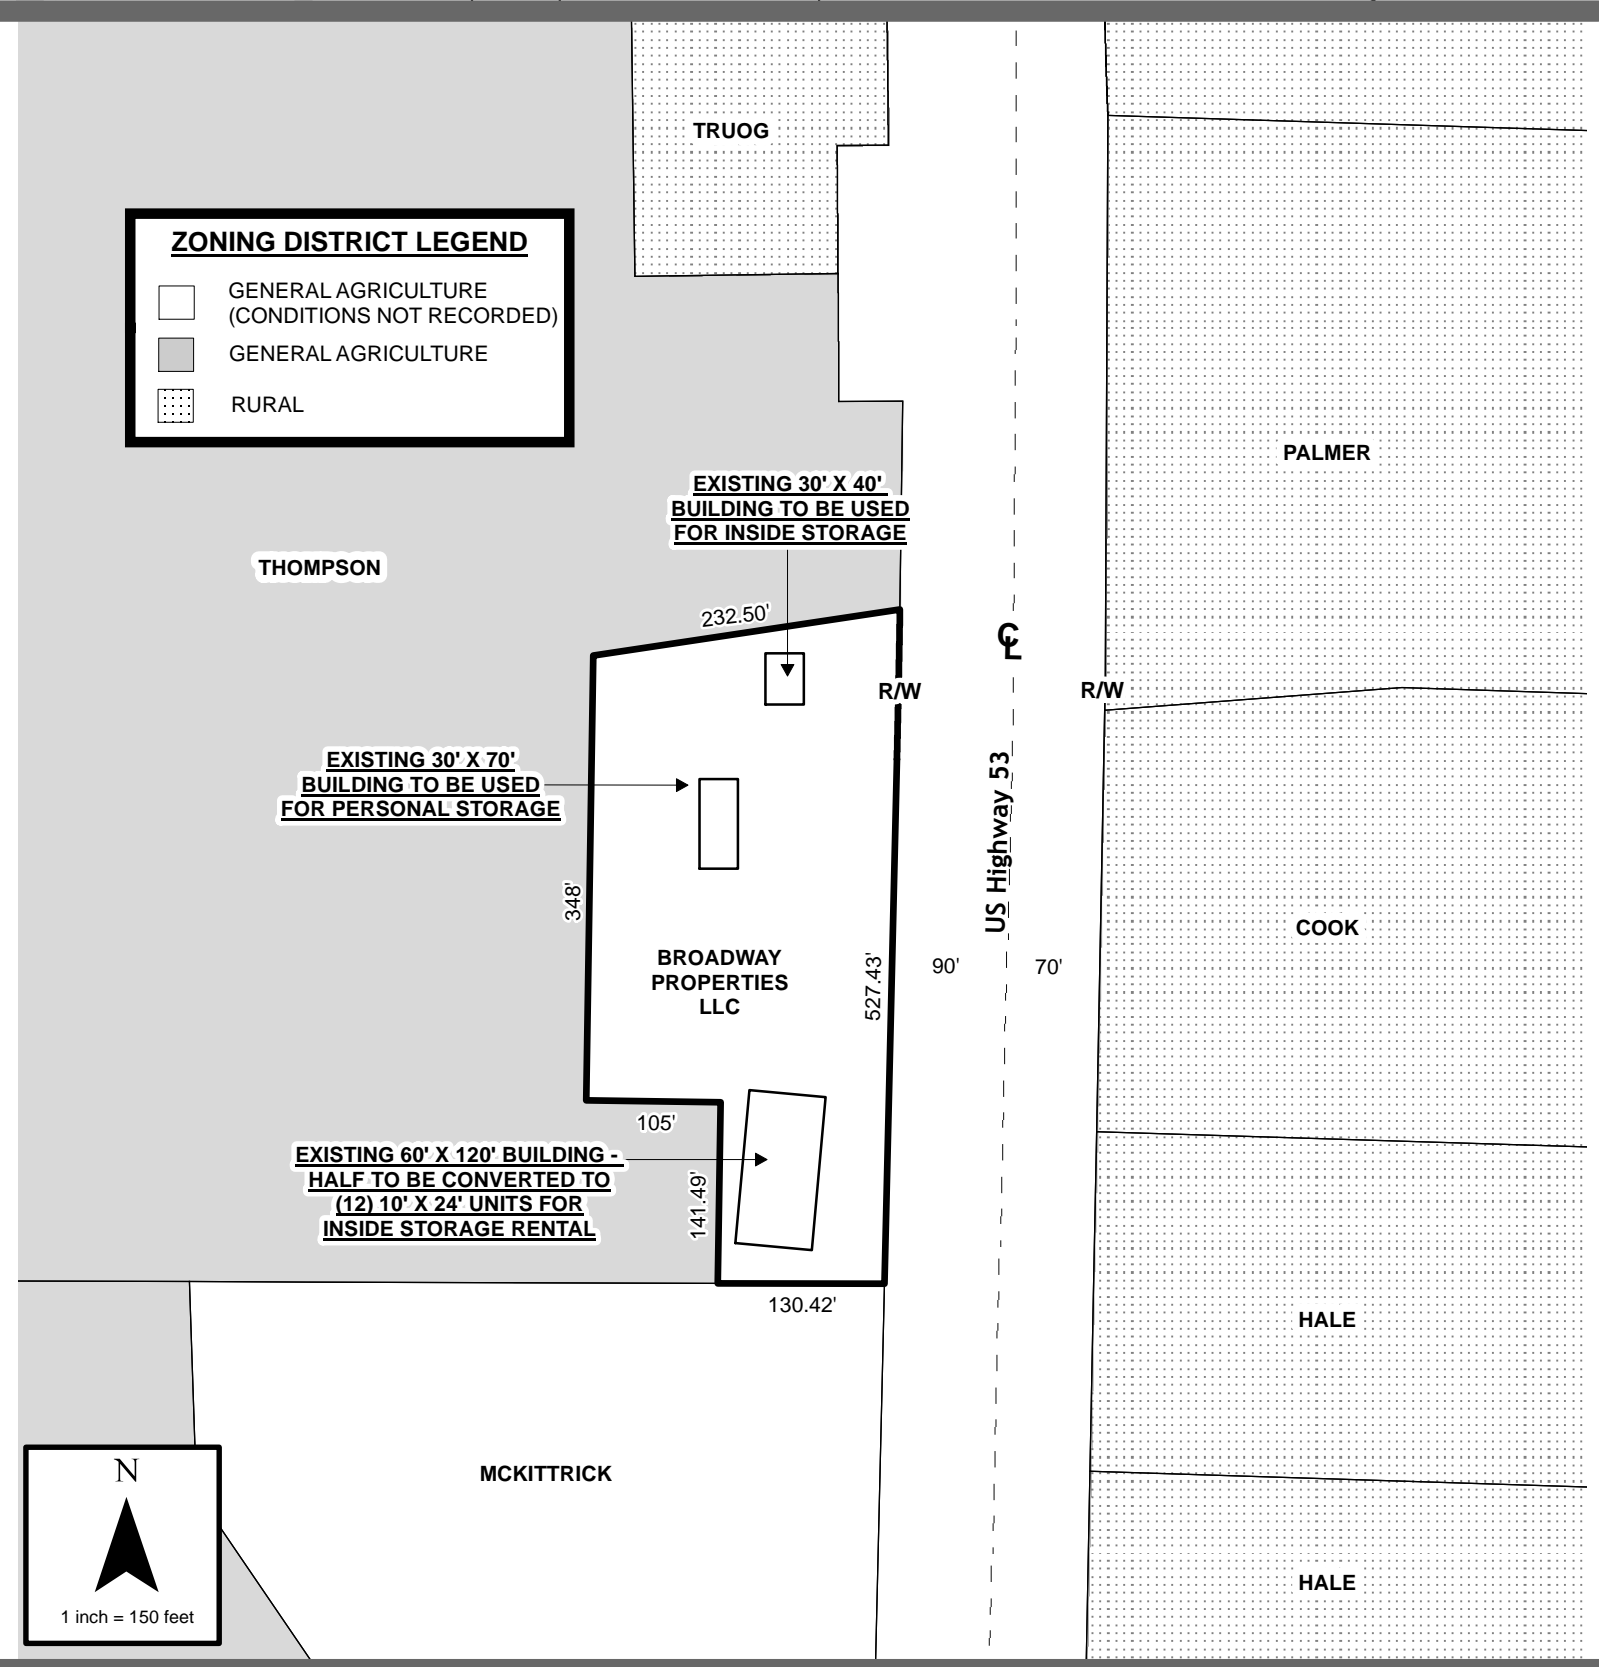 TRUOG
ZONING DISTRICT LEGEND
GENERAL AGRICULTURE
(CONDITIONS NOT RECORDED)
GENERAL AGRICULTURE
RURAL
PALMER
EXISTING 30' X 40'
BUILDING TO BE USED
FOR INSIDE STORAGE
THOMPSON
232.50'
CL
R/W
R/W
EXISTING 30' X 70'
BUILDING TO BE USED
FOR PERSONAL STORAGE
US Highway 53
348'
COOK
BROADWAY
PROPERTIES
LLC
527.43'
90'
70'
105'
EXISTING 60' X 120' BUILDING -
HALF TO BE CONVERTED TO
(12) 10' X 24' UNITS FOR
INSIDE STORAGE RENTAL
141.49'
130.42'
HALE
MCKITTRICK
N
1 inch = 150 feet
HALE